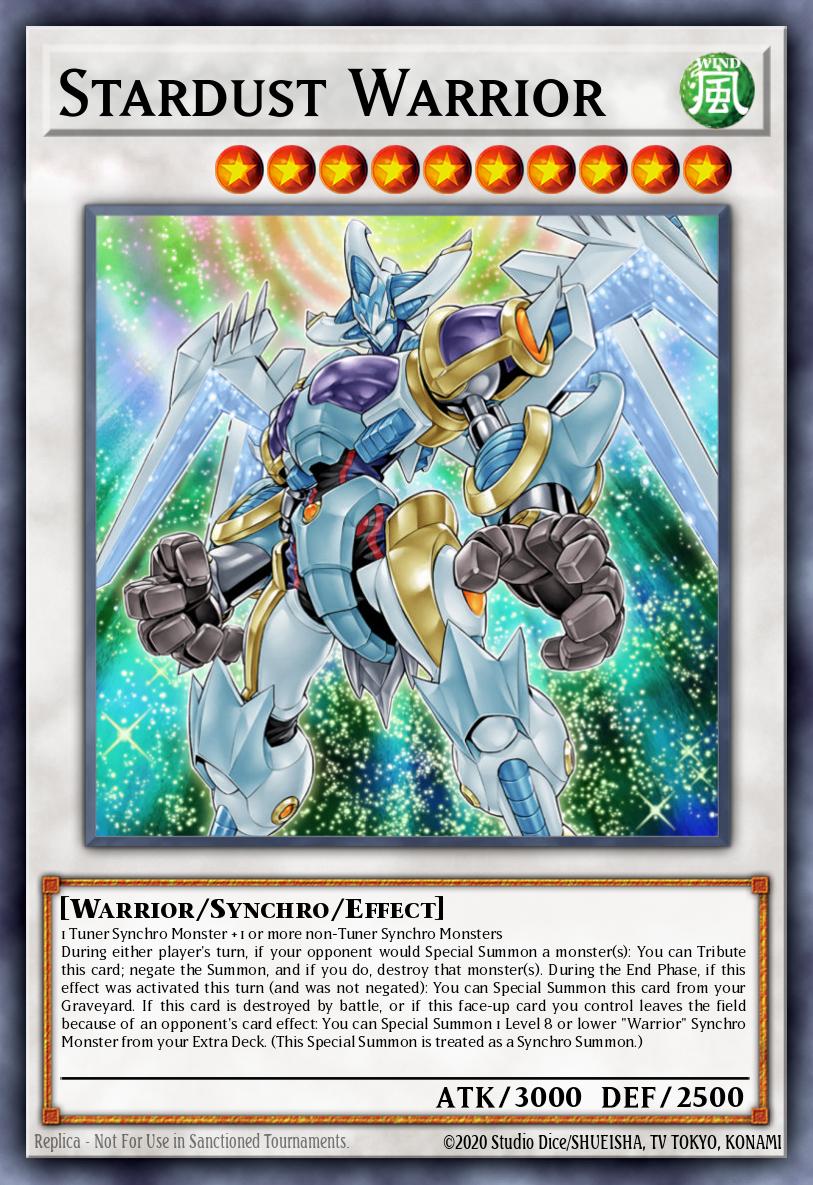 Stardust Warrior
WIND
風
[Warrior/Synchro/Effect]
1 Tuner Synchro Monster + 1 or more non-Tuner Synchro Monsters
During either player's turn, if your opponent would Special Summon a monster(s): You can Tribute
this card; negate the Summon, and if you do, destroy that monster(s). During the End Phase, if this
effect was activated this turn (and was not negated): You can Special Summon this card from your
Graveyard. If this card is destroyed by battle, or if this face-up card you control leaves the field
because of an opponent's card effect: You can Special Summon 1 Level 8 or lower "Warrior" Synchro
Monster from your Extra Deck. (This Special Summon is treated as a Synchro Summon.)
ATK/3000 DEF/2500
Replica - Not For Use in Sanctioned Tournaments.
©2020 Studio Dice/SHUEISHA, TV TOKYO, KONAMI